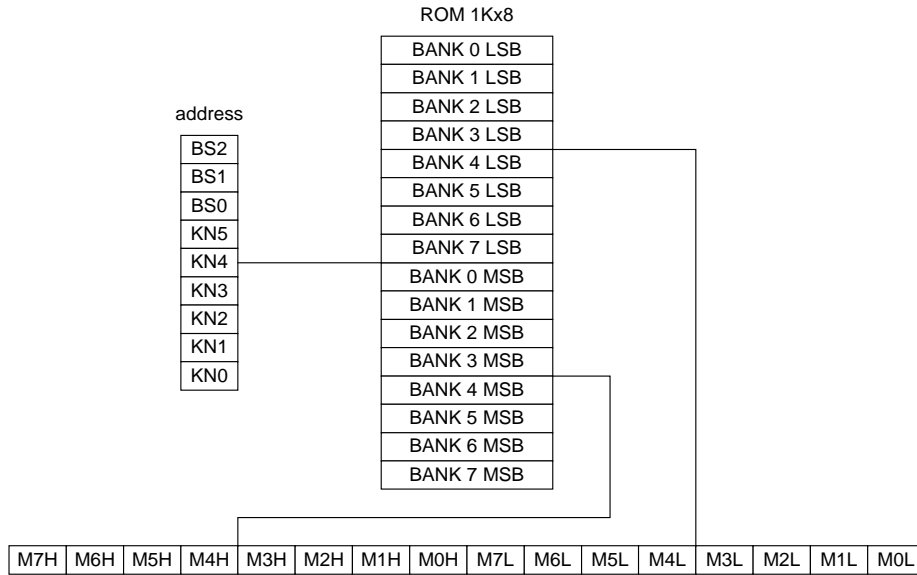 ROM 1Kx8
BANK 0 LSB
BANK 1 LSB
BANK 2 LSB
BANK 3 LSB
BANK 4 LSB
BANK 5 LSB
BANK 6 LSB
BANK 7 LSB
BANK 0 MSB
BANK 1 MSB
BANK 2 MSB
BANK 3 MSB
BANK 4 MSB
BANK 5 MSB
BANK 6 MSB
BANK 7 MSB
address
BS2
BS1
BS0
KN5
KN4
KN3
KN2
KN1
KN0
M7H M6H M5H M4H M3H M2H M1H M0H M7L M6L M5L M4L M3L M2L M1L M0L